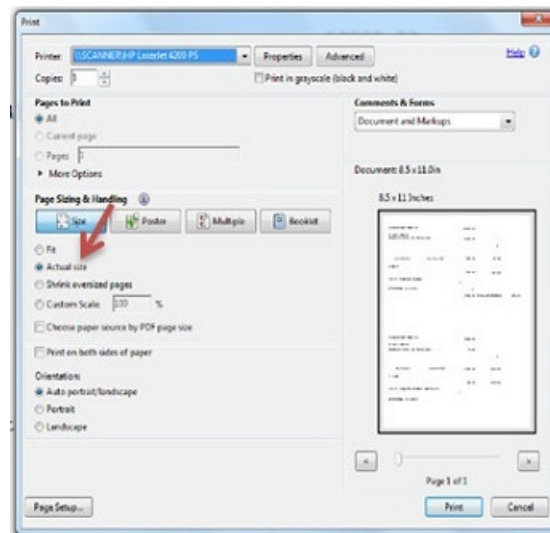 Print
Printer: \\SCANNER\HP LaserJet 4200 PS Properties Advanced Help
Copies: 1 Print in grayscale (black and white)
Pages to Print
All
Current page
Pages 1
More Options
Page Sizing & Handling
Size Poster Multiple Booklet
Fit
Actual size
Shrink oversized pages
Custom Scale: 100 %
Choose paper source by PDF page size
Print on both sides of paper
Orientation:
Auto portrait/landscape
Portrait
Landscape
Comments & Forms
Document and Markups
Document: 8.5 x 11.0in
8.5 x 11 Inches
< >
Page 1 of 1
Page Setup... Print Cancel